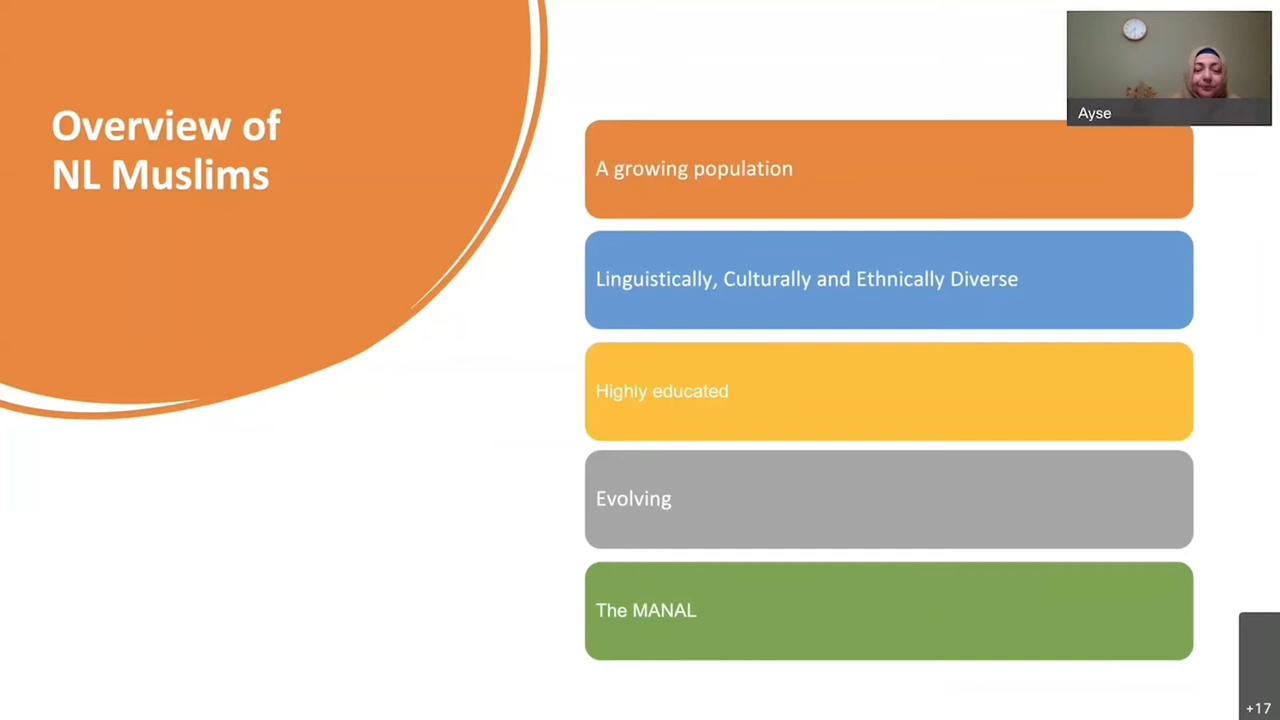 Overview of
NL Muslims
Ayse
A growing population
Linguistically, Culturally and Ethnically Diverse
Highly educated
Evolving
The MANAL
+17